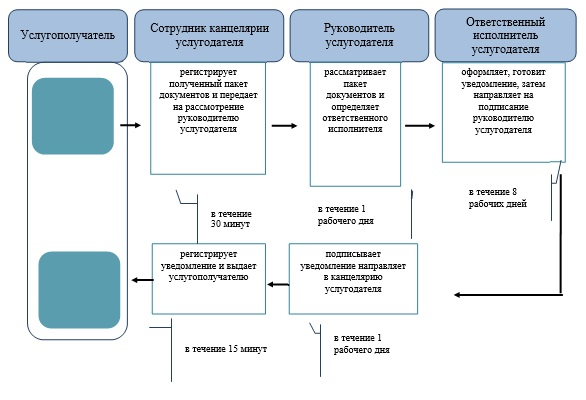 Услугополучатель
Сотрудник канцелярии
услугодателя
Руководитель
услугодателя
Ответственный
исполнитель
услугодателя
регистрирует
полученный пакет
документов и передает
на рассмотрение
руководителю
услугодателя
рассматривает
пакет
документов и
определяет
ответственного
исполнителя
оформляет, готовит
уведомление, затем
направляет на
подписание
руководителю
услугодателя
в течение
30 минут
в течение 1
рабочего дня
в течение 8
рабочих дней
регистрирует
уведомление и выдает
услугополучателю
подписывает
уведомление направляет
в канцелярию
услугодателя
в течение 15 минут
в течение 1
рабочего дня